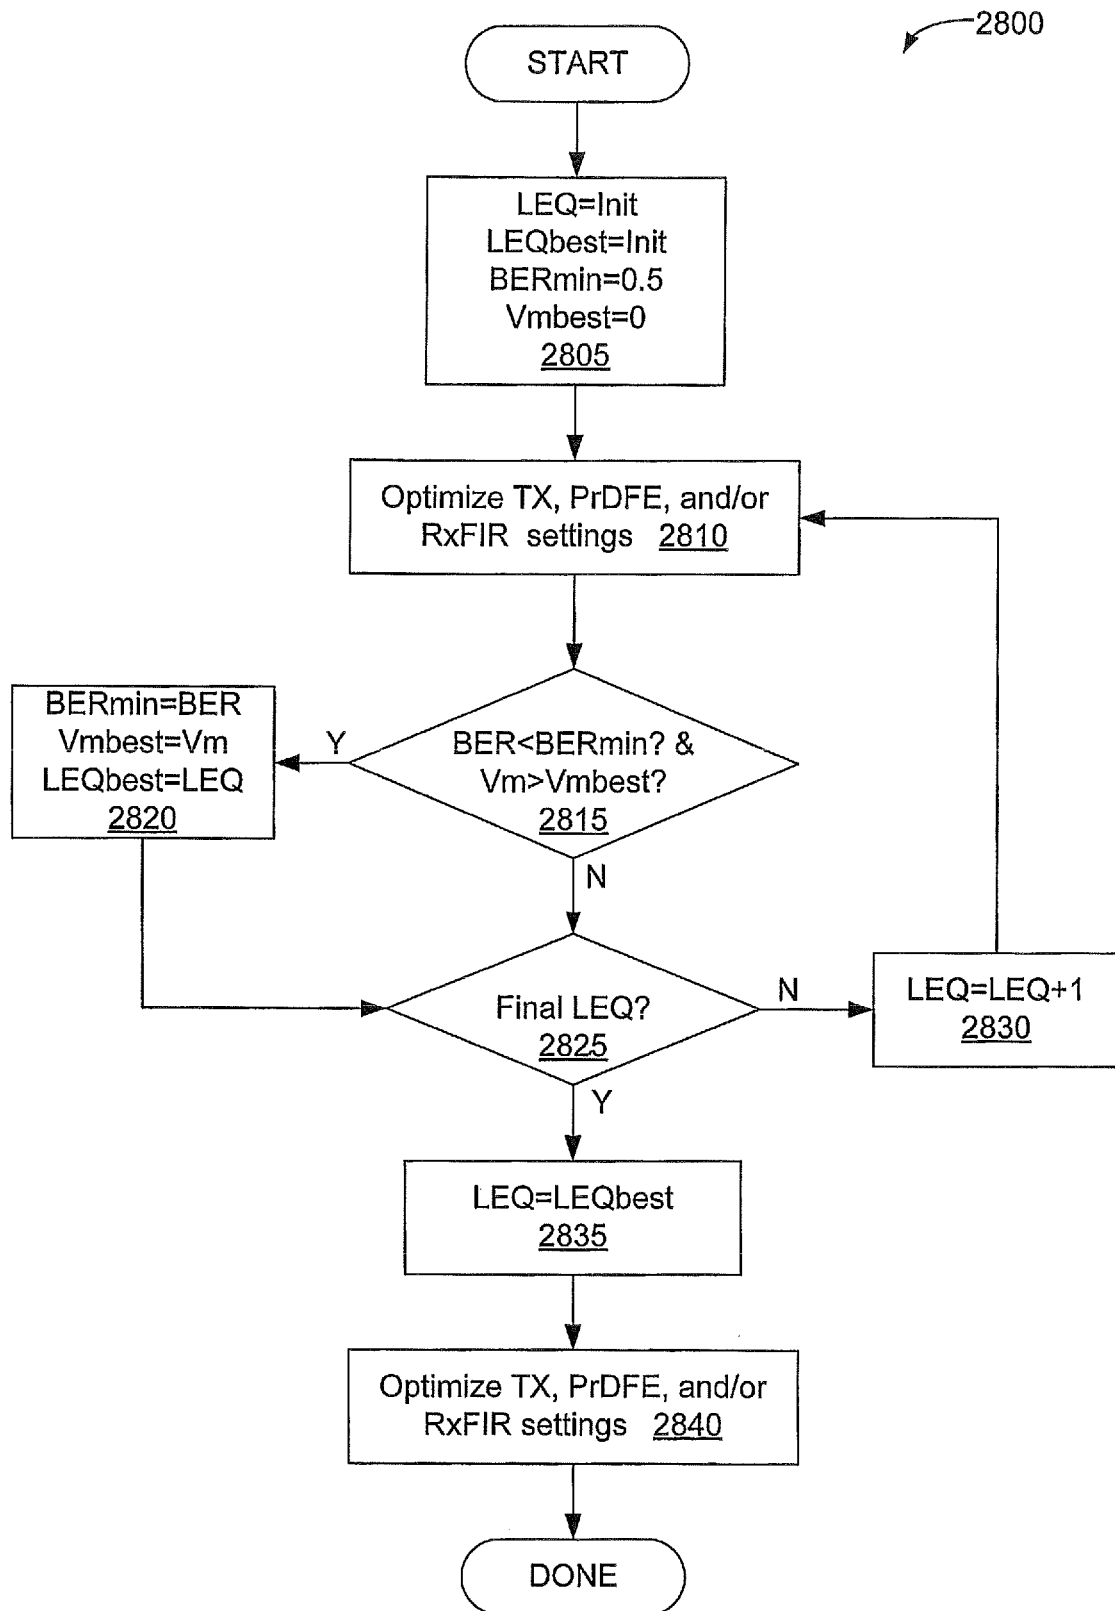 2800
START
LEQ=Init
LEQbest=Init
BERmin=0.5
Vmbest=0
2805
Optimize TX, PrDFE, and/or
RxFIR settings 2810
BERmin=BER
Vmbest=Vm
LEQbest=LEQ
2820
Y
BER<BERmin? &
Vm>Vmbest?
2815
N
Final LEQ?
2825
N
LEQ=LEQ+1
2830
Y
LEQ=LEQbest
2835
Optimize TX, PrDFE, and/or
RxFIR settings 2840
DONE